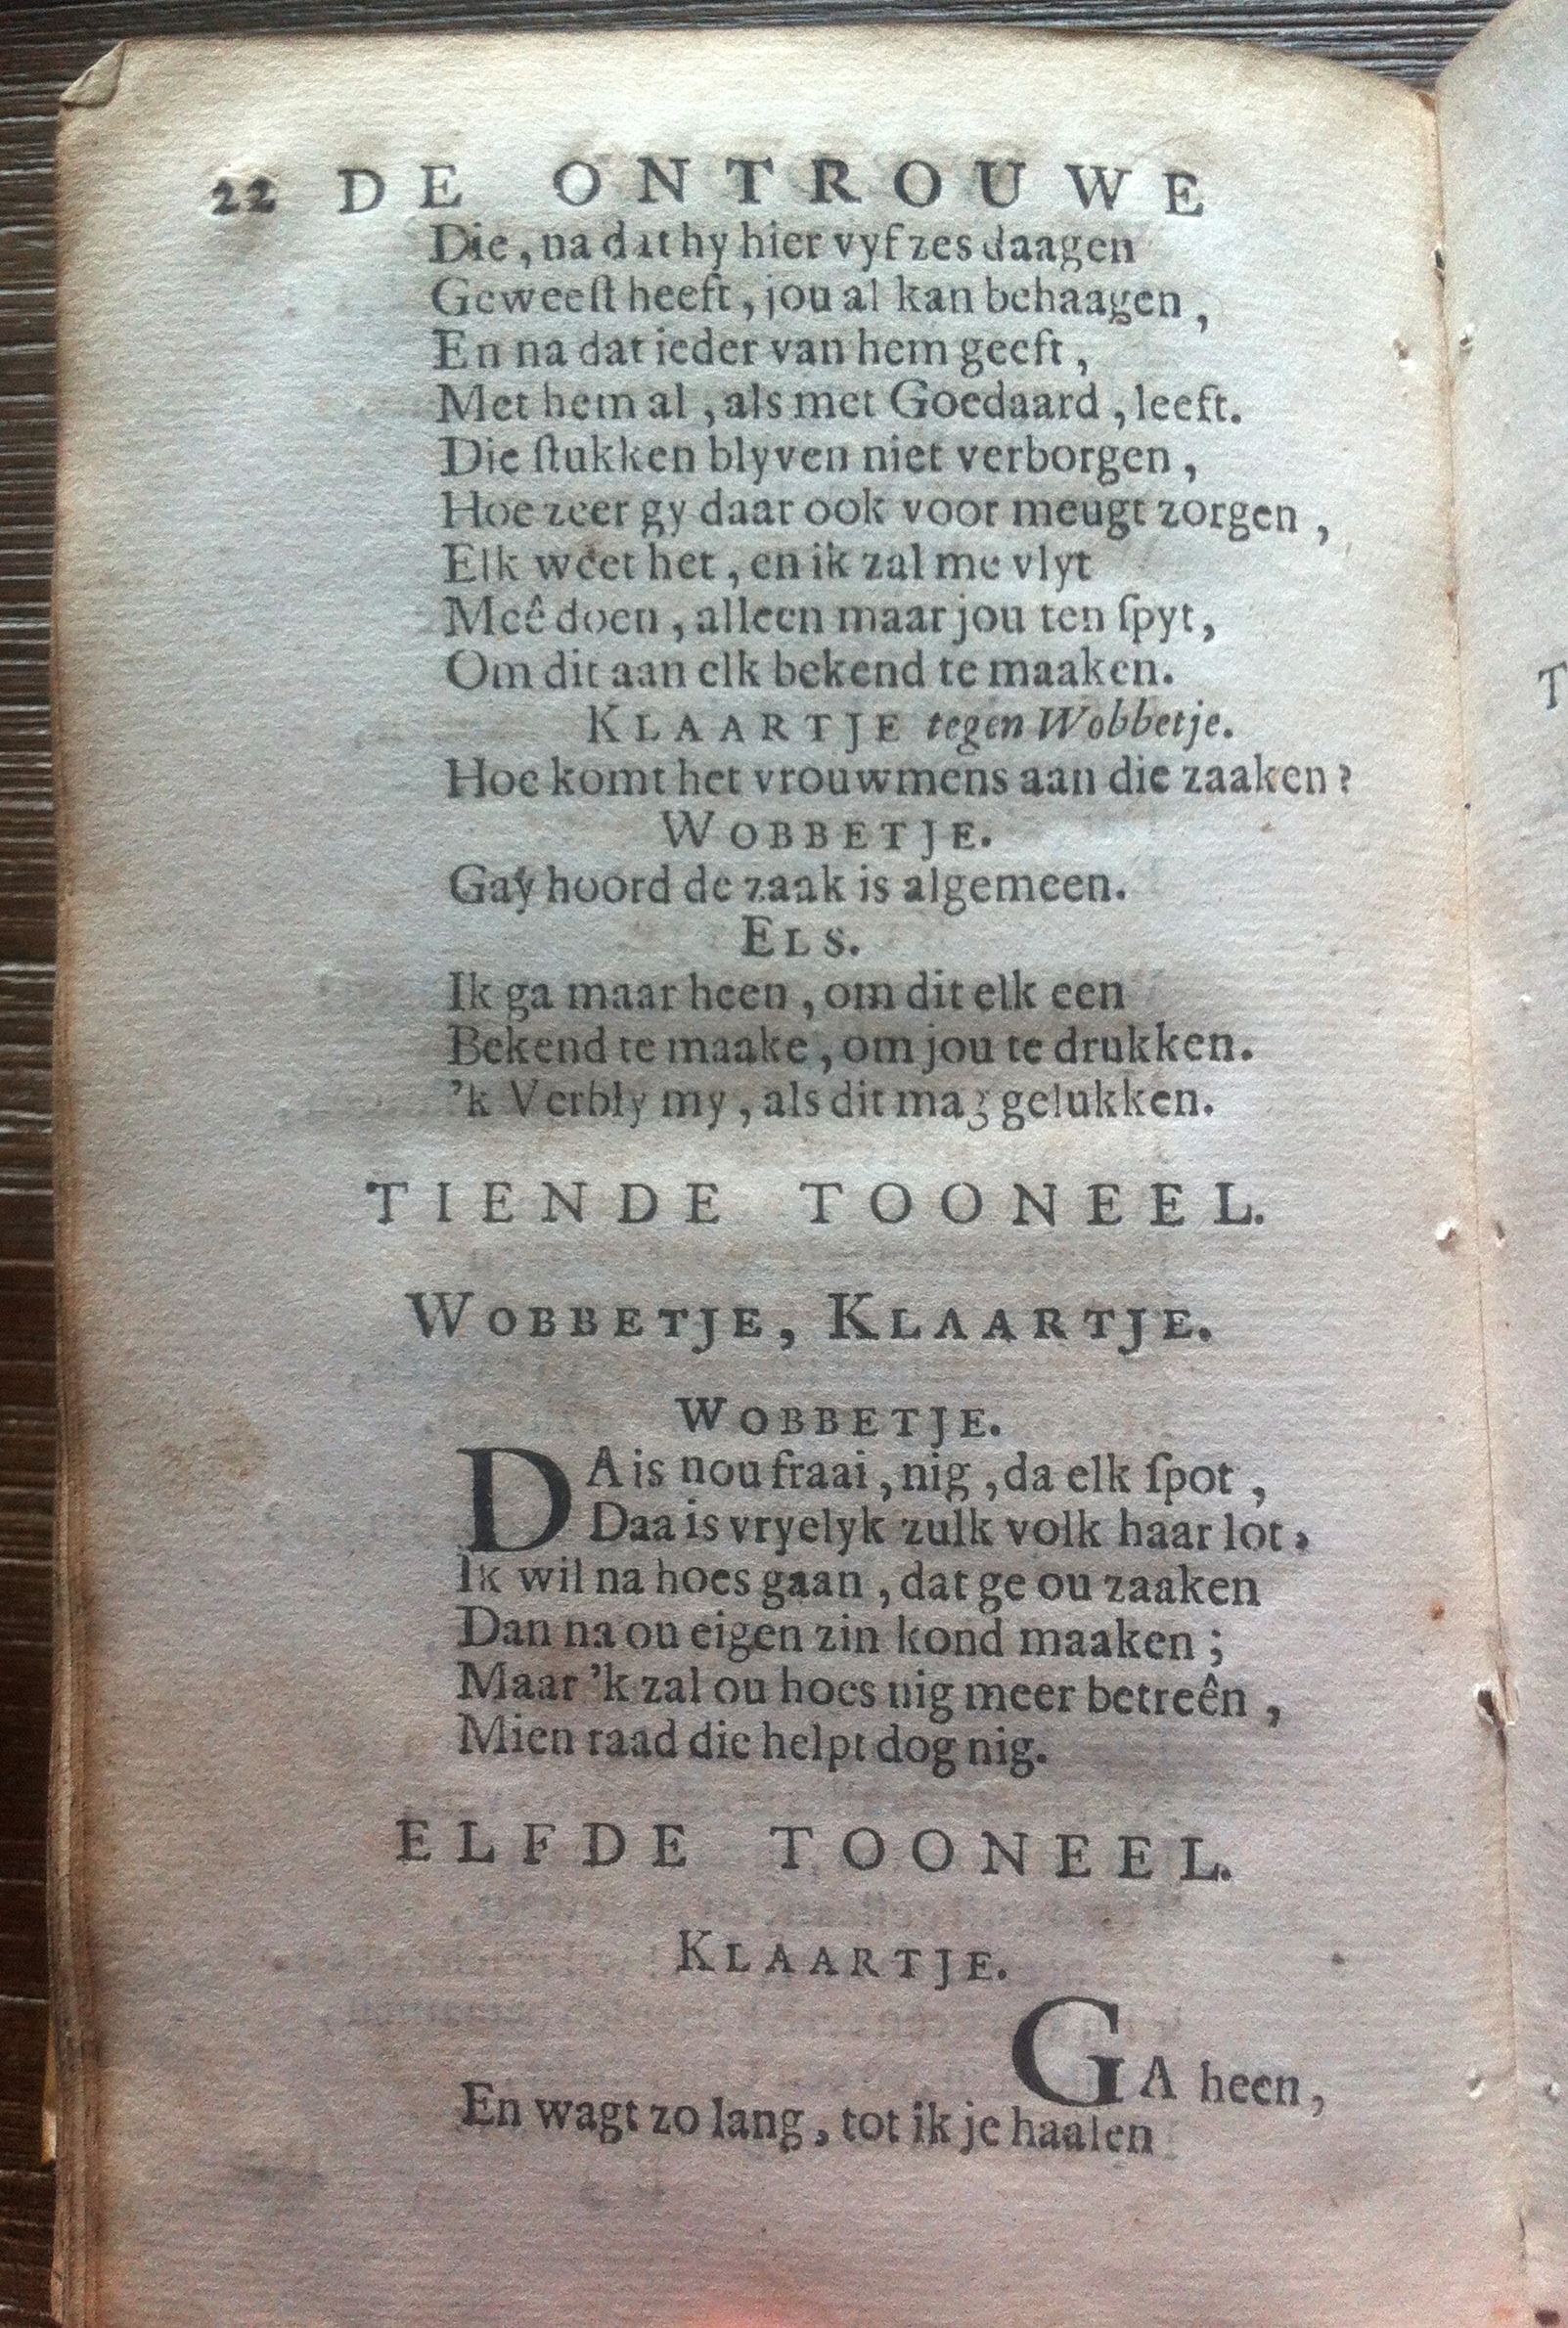 22 DE ONTROUWE
Die, na dat hy hier vyf zes daagen
Geweeſt heeft, jou al kan behaagen,
En na dat ieder van hem geeft,
Met hem al, als met Goedaard, leeft.
Die ſtukken blyven niet verborgen,
Hoe zeer gy daar ook voor meugt zorgen,
Elk weet het, en ik zal me vlyt
Meê doen, alleen maar jou ten ſpyt,
Om dit aan elk bekend te maaken.
KLAARTJE tegen Wobbetje.
Hoe komt het vrouwmens aan die zaaken?
WOBBETJE.
Gaÿ hoord de zaak is algemeen.
ELS.
Ik ga maar heen, om dit elk een
Bekend te maake, om jou te drukken.
'k Verbly my, als dit mag gelukken.
TIENDE TOONEEL.
WOBBETJE, KLAARTJE.
WOBBETJE.
DA is nou fraai, nig, da elk ſpot,
Daa is vryelyk zulk volk haar lot,
Ik wil na hoes gaan, dat ge ou zaaken
Dan na ou eigen zin kond maaken;
Maar 'k zal ou hoes nig meer betreên,
Mien raad die helpt dog nig.
ELFDE TOONEEL.
KLAARTJE.
GA heen,
En wagt zo lang, tot ik je haalen
T